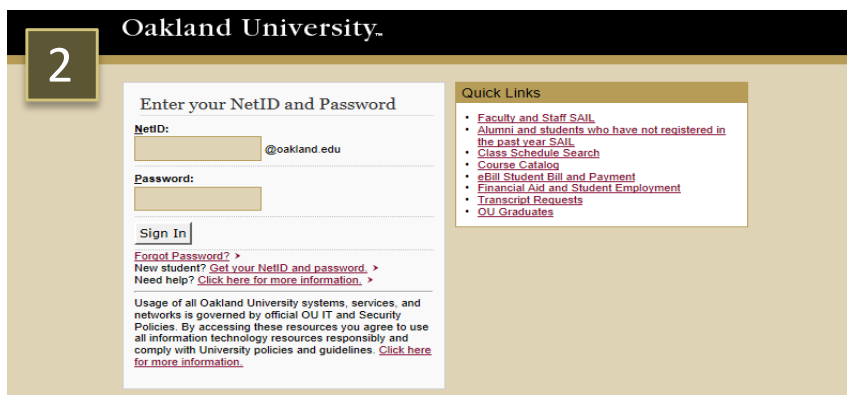 Oakland University™
2
Enter your NetID and Password
NetID:
@oakland.edu
Password:
Sign In
Forgot Password? >
New student? Get your NetID and password. >
Need help? Click here for more information. >
Usage of all Oakland University systems, services, and
networks is governed by official OU IT and Security
Policies. By accessing these resources you agree to use
all information technology resources responsibly and
comply with University policies and guidelines. Click here
for more information.
Quick Links
• Faculty and Staff SAIL
• Alumni and students who have not registered in
the past year SAIL
• Class Schedule Search
• Course Catalog
• eBill Student Bill and Payment
• Financial Aid and Student Employment
• Transcript Requests
• OU Graduates